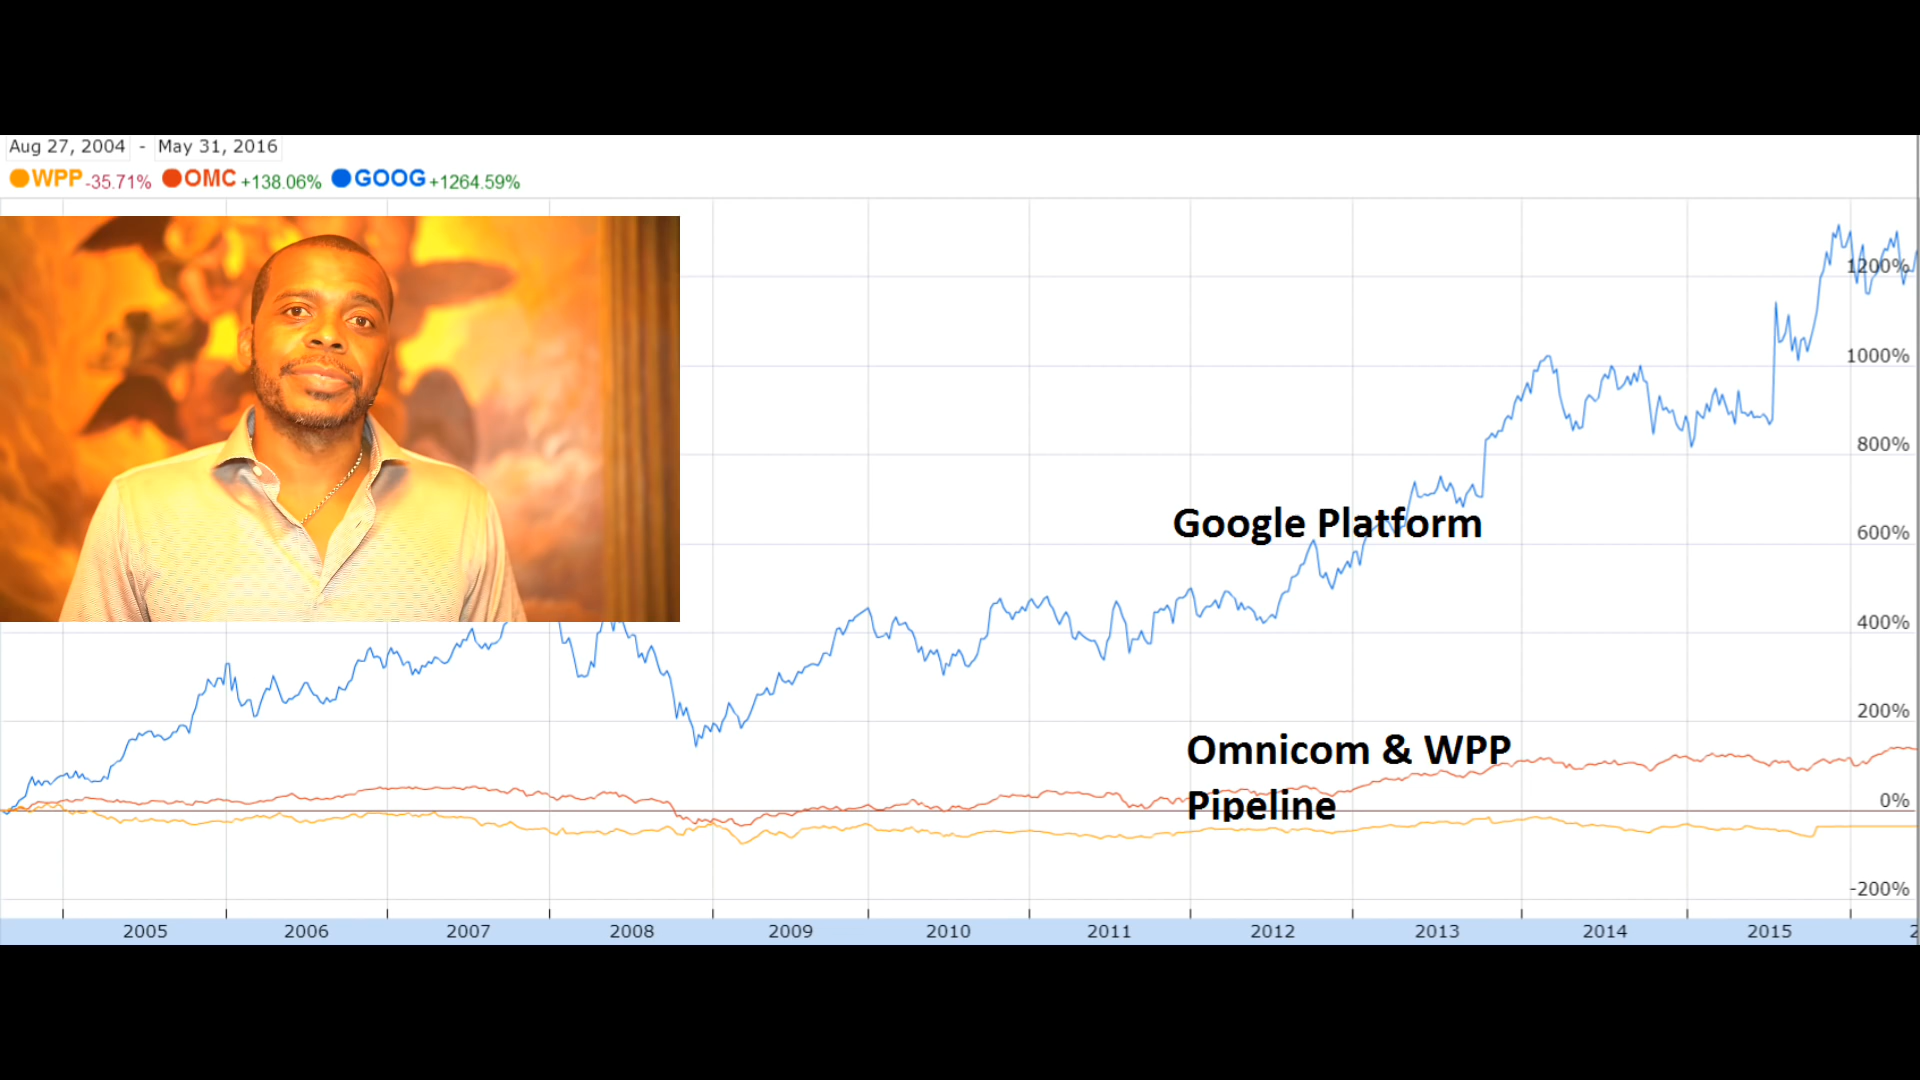 Aug 27, 2004 - May 31, 2016
WPP -35.71% OMC +138.06% GOOG +1264.59%
1200%
1000%
800%
Google Platform
600%
400%
200%
Omnicom & WPP
Pipeline
0%
-200%
2005 2006 2007 2008 2009 2010 2011 2012 2013 2014 2015